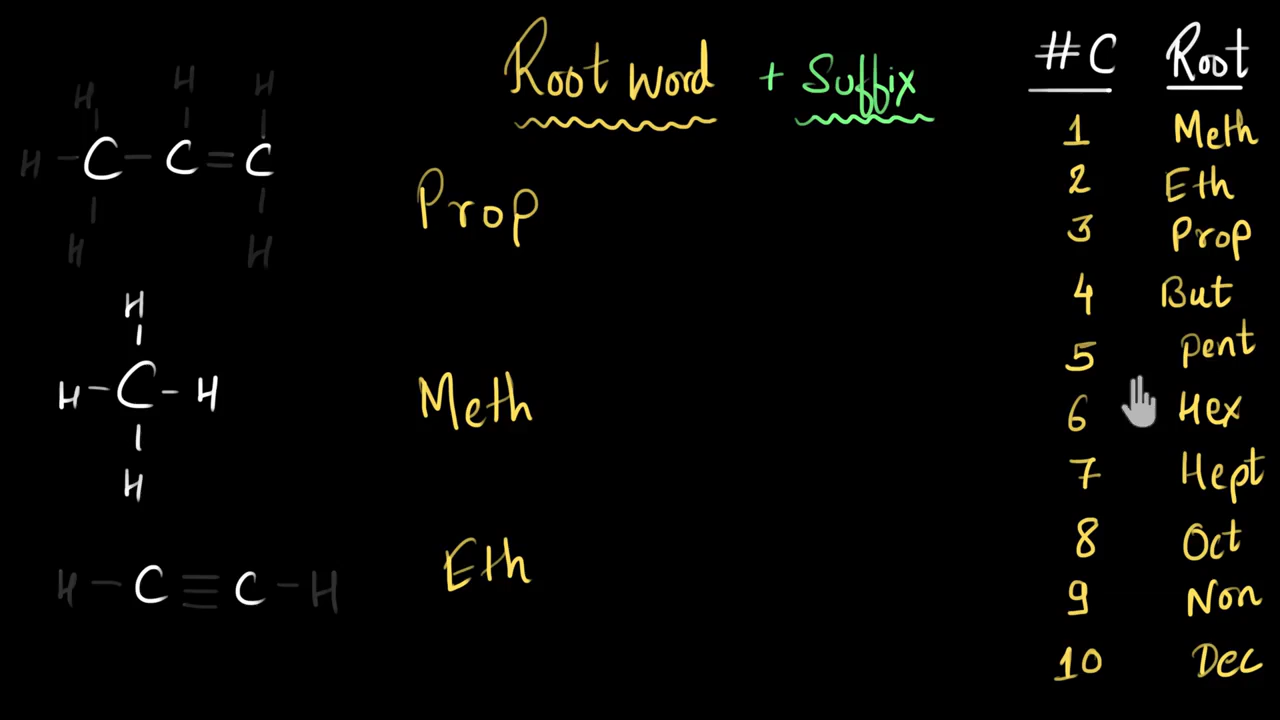 Root word + Suffix
#C Root
1 Meth
2 Eth
3 Prop
4 But
5 Pent
6 Hex
7 Hept
8 Oct
9 Non
10 Dec
H H H
H - C - C = C
H H
Prop
H
H - C - H
H
Meth
H - C ≡ C - H
Eth